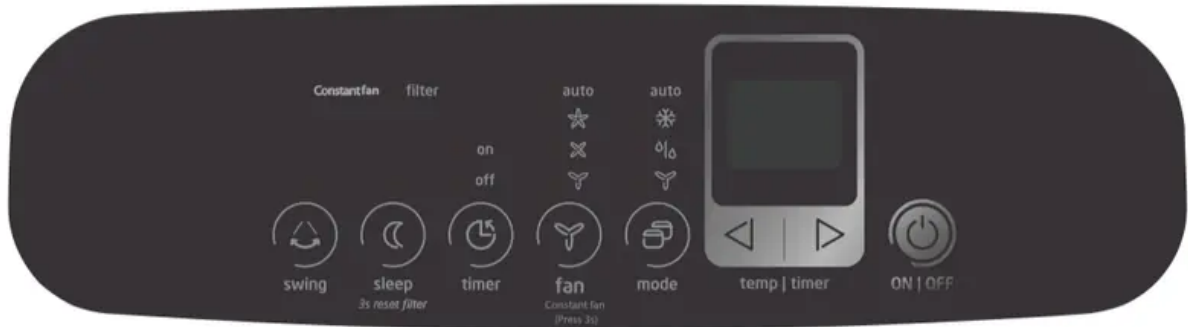 Constantfan filter auto auto
on
off
swing sleep timer fan mode temp | timer ON | OFF
3s reset filter Constant fan
(Press 3s)